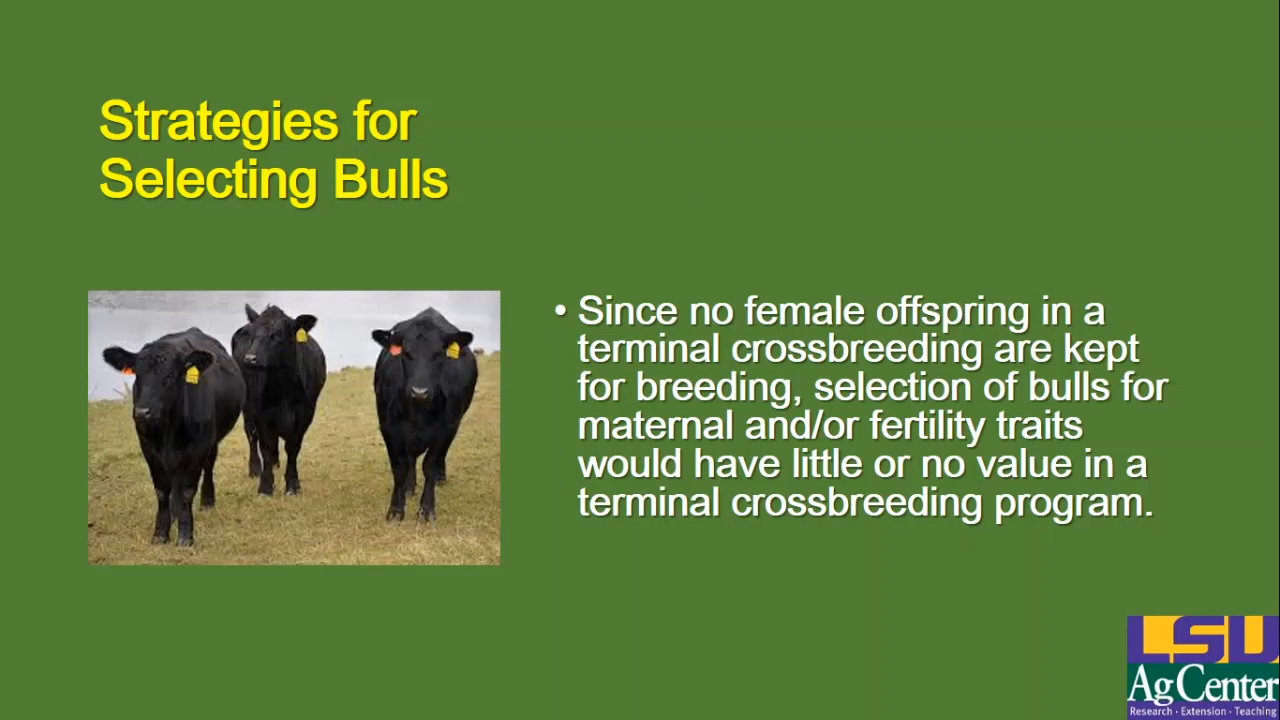 Strategies for
Selecting Bulls
• Since no female offspring in a
terminal crossbreeding are kept
for breeding, selection of bulls for
maternal and/or fertility traits
would have little or no value in a
terminal crossbreeding program.
LSU
AgCenter
Research · Extension · Teaching